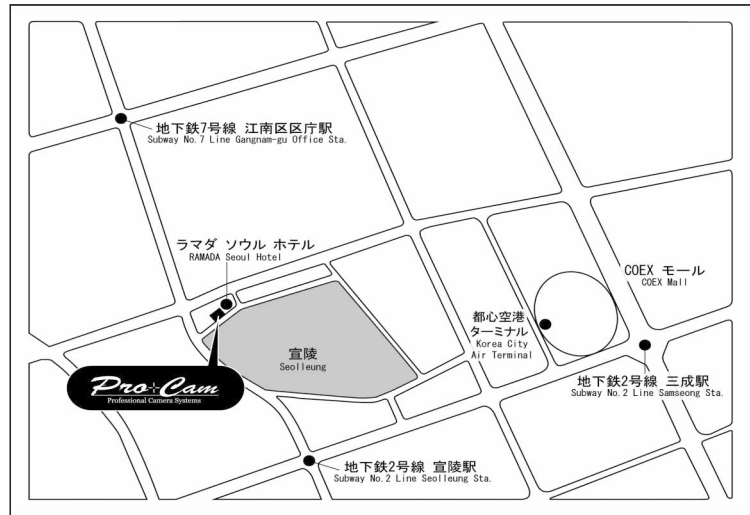 地下鉄7号線 江南区区庁駅
Subway No.7 Line Gangnam-gu Office Sta.
ラマダ ソウル ホテル
RAMADA Seoul Hotel
COEX モール
COEX Mall
都心空港
ターミナル
Korea City
Air Terminal
宣陵
Seolleung
Pro Cam
Professional Camera Systems
地下鉄2号線 三成駅
Subway No.2 Line Samseong Sta.
地下鉄2号線 宣陵駅
Subway No.2 Line Seolleung Sta.